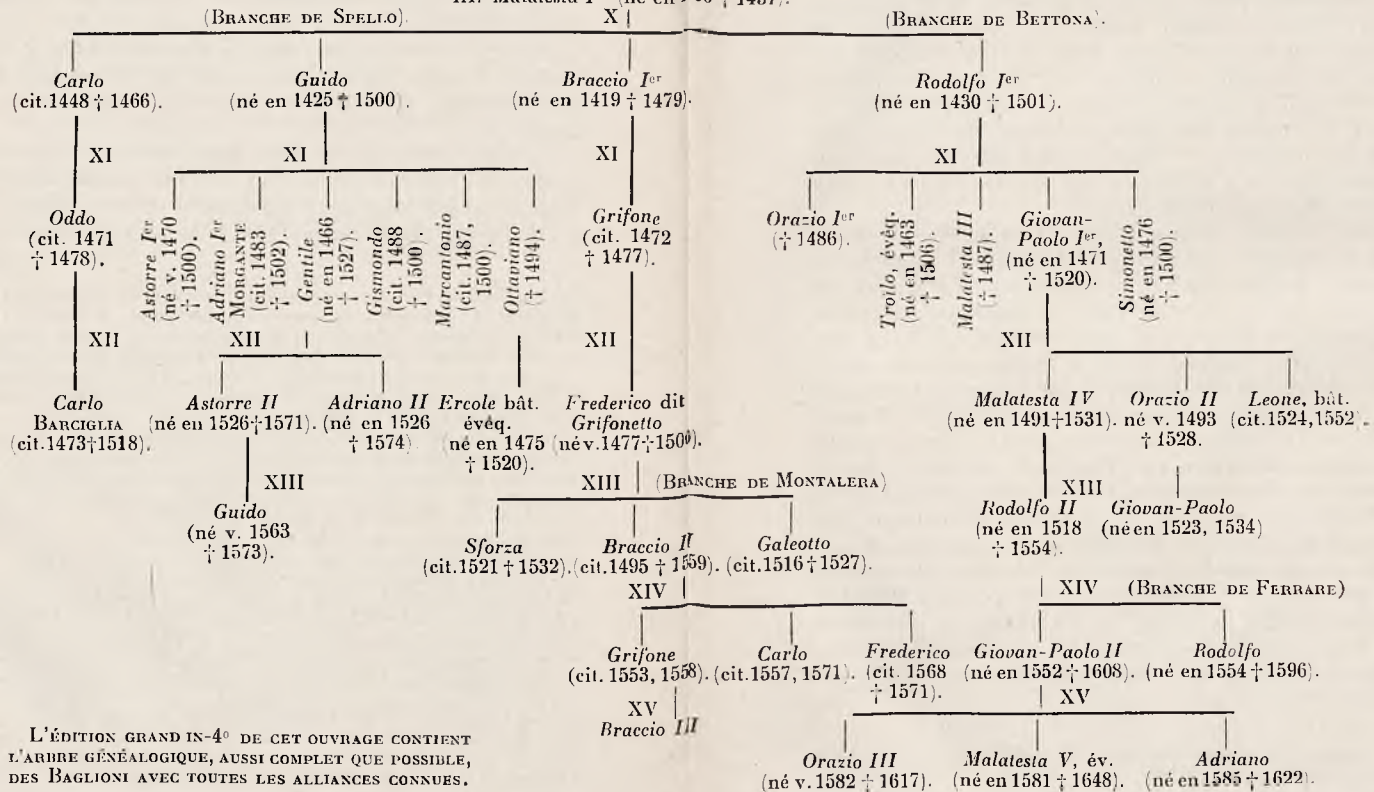 (BRANCHE DE SPELLO).
(BRANCHE DE BETTONA).
X
Carlo
(cit.1448 † 1466).
Guido
(né en 1425 † 1500).
Braccio Ier
(né en 1419 † 1479).
Rodolfo Ier
(né en 1430 † 1501).
XI
XI
XI
XI
Oddo
(cit. 1471
† 1478).
Astorre Ier
(né v. 1470
† 1500).
Adriano Ier
MORGANTE
(cit. 1483
† 1502).
Gentile
(né en 1466
† 1527).
Gismondo
(cit. 1488
† 1500).
Marcantonio
(cit. 1487,
1500).
Ottaviano
(† 1494).
Grifone
(cit. 1472
† 1477).
Orazio Ier
(† 1486).
Troïlo, évêq.
(né en 1463
† 1506).
Malatesta III
(† 1487).
Giovan-
Paolo Ier,
(né en 1471
† 1520).
Simonetto
(né en 1476
† 1500).
XII
XII
XII
XII
Carlo
BARCIGLIA
(cit.1473†1518).
Astorre II
(né en 1526†1571).
Adriano II
(né en 1526
† 1574).
Ercole bât.
évêq.
(né en 1475
† 1520).
Frederico dit
Grifonetto
(né v.1477†1500).
Malatesta IV
(né en 1491†1531).
Orazio II
né v. 1493
† 1528.
Leone, bât.
(cit.1524,1552).
XIII
XIII
(BRANCHE DE MONTALERA)
XIII
Guido
(né v. 1563
† 1573).
Sforza
(cit.1521 † 1532).
Braccio II
(cit.1495 † 1559).
Galeotto
(cit.1516†1527).
Rodolfo II
(né en 1518
† 1554).
Giovan-Paolo
(né en 1523, 1534)
XIV
XIV
(BRANCHE DE FERRARE)
Grifone
(cit. 1553, 1558).
Carlo
(cit.1557, 1571).
Frederico
(cit. 1568
† 1571).
Giovan-Paolo II
(né en 1552 † 1608).
Rodolfo
(né en 1554 † 1596).
XV
XV
Braccio III
Orazio III
(né v. 1582 † 1617).
Malatesta V, év.
(né en 1581 † 1648).
Adriano
(né en 1585 † 1622).
L'ÉDITION GRAND IN-4o DE CET OUVRAGE CONTIENT
L'ARBRE GÉNÉALOGIQUE, AUSSI COMPLET QUE POSSIBLE,
DES BAGLIONI AVEC TOUTES LES ALLIANCES CONNUES.